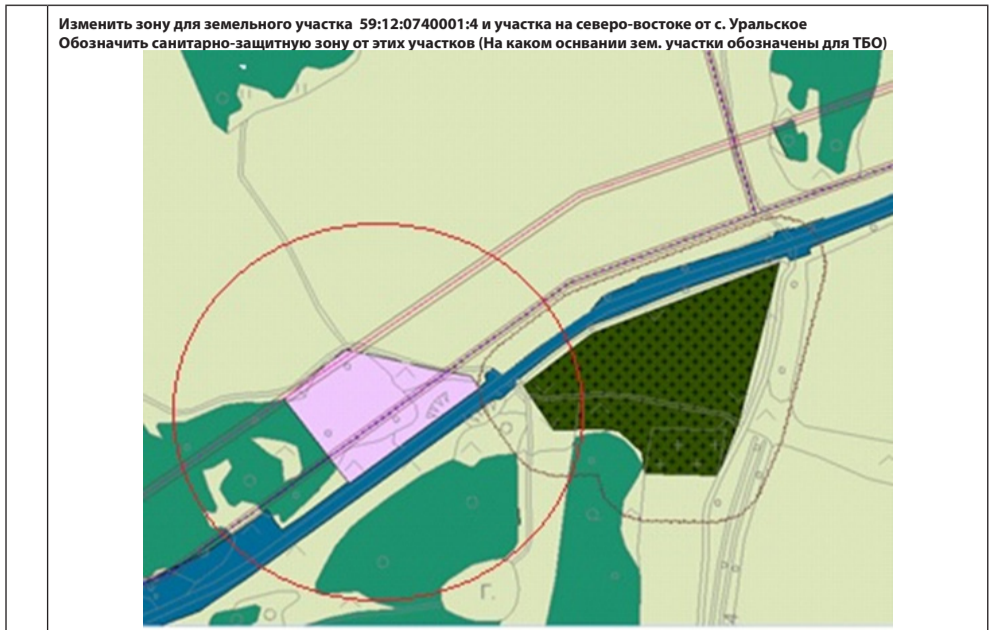 Изменить зону для земельного участка 59:12:0740001:4 и участка на северо-востоке от с. Уральское
Обозначить санитарно-защитную зону от этих участков (На каком оснвании зем. участки обозначены для ТБО)
Г.